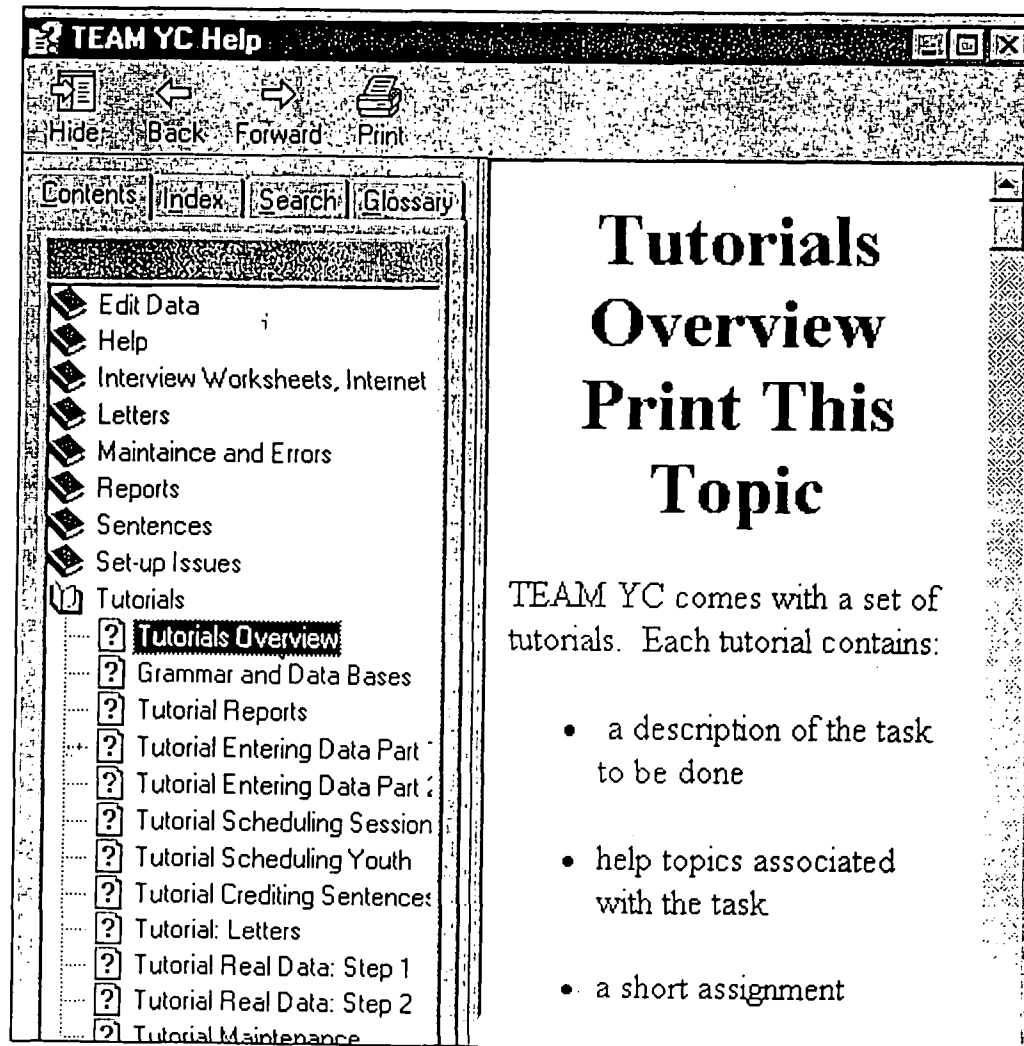 TEAM YC Help
Hide Back Forward Print
Contents Index Search Glossary
Edit Data
Help
Interview Worksheets, Internet
Letters
Maintaince and Errors
Reports
Sentences
Set-up Issues
Tutorials
Tutorials Overview
Grammar and Data Bases
Tutorial Reports
Tutorial Entering Data Part
Tutorial Entering Data Part
Tutorial Scheduling Session
Tutorial Scheduling Youth
Tutorial Crediting Sentences
Tutorial: Letters
Tutorial Real Data: Step 1
Tutorial Real Data: Step 2
Tutorial Maintenance
Tutorials
Overview
Print This
Topic
TEAM YC comes with a set of
tutorials. Each tutorial contains:
• a description of the task
to be done
• help topics associated
with the task
• a short assignment